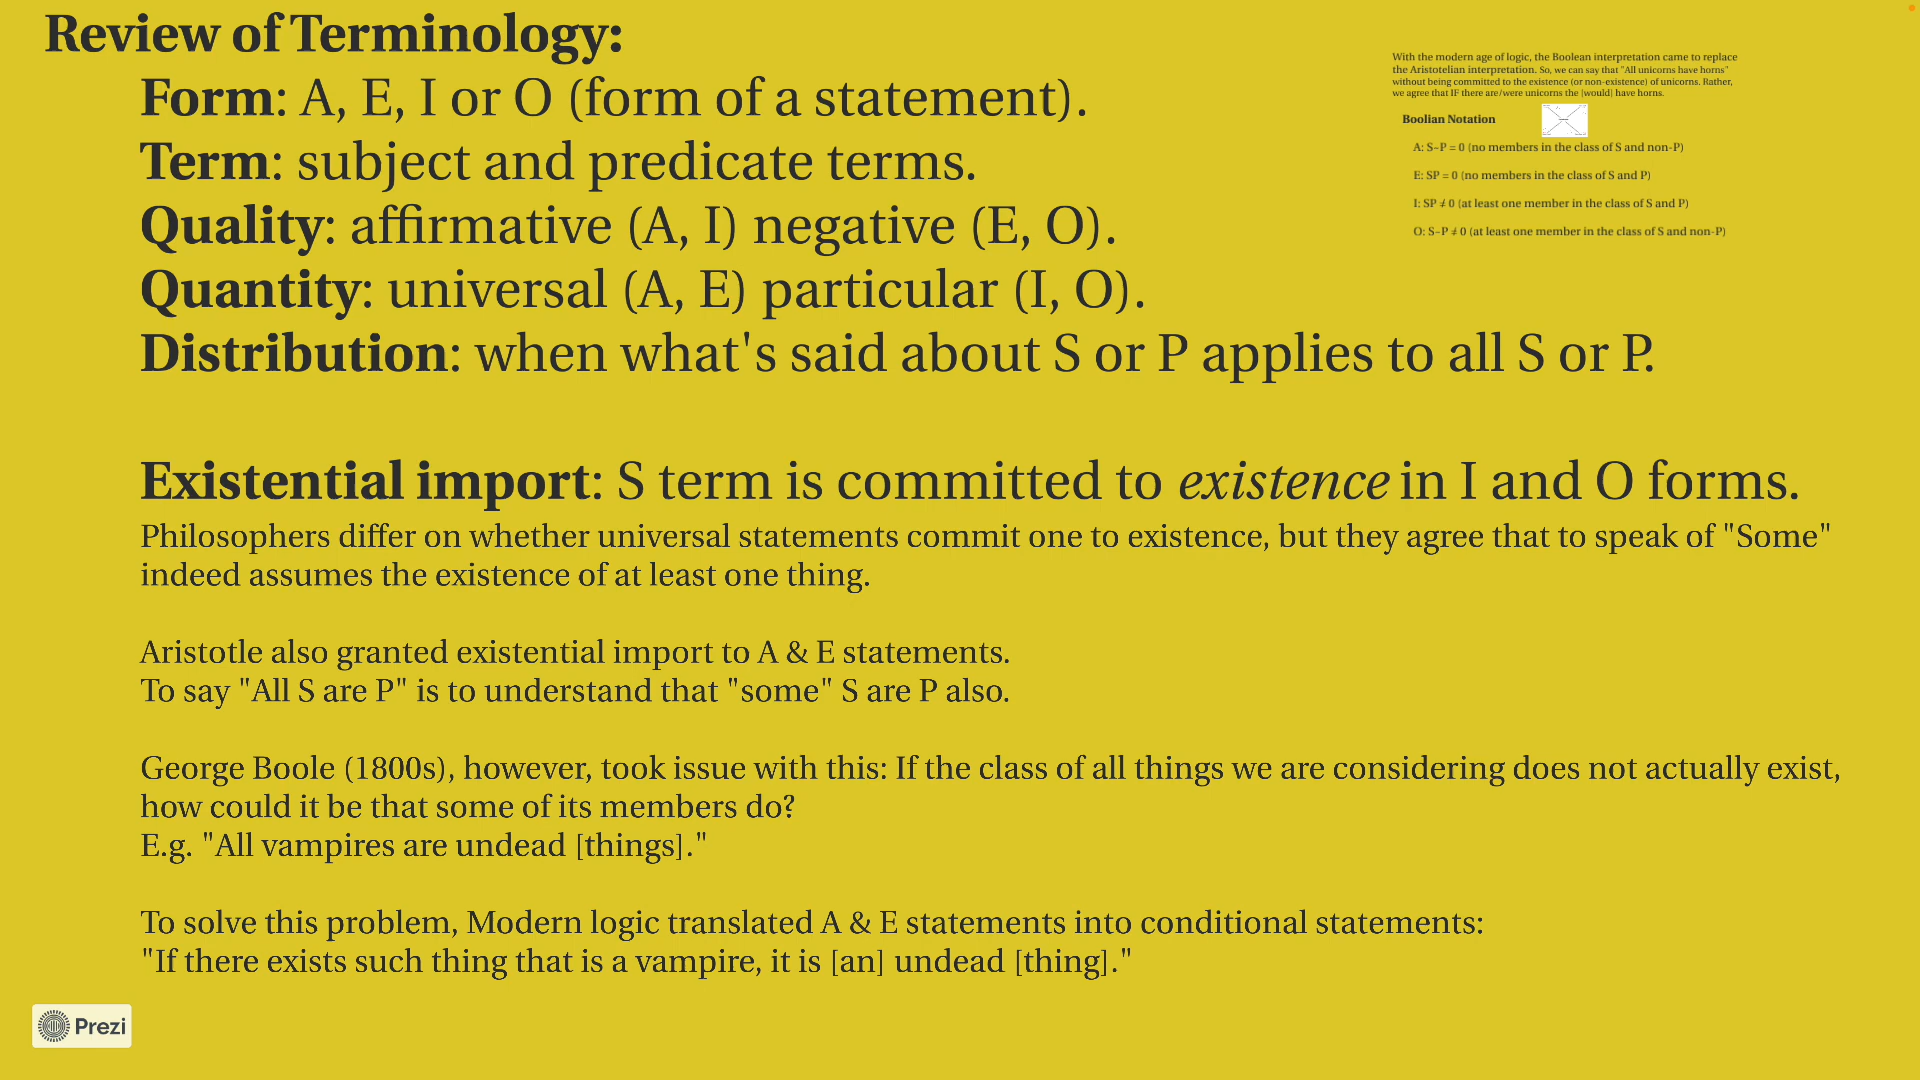 Review of Terminology:
Form: A, E, I or O (form of a statement).
Term: subject and predicate terms.
Quality: affirmative (A, I) negative (E, O).
Quantity: universal (A, E) particular (I, O).
Distribution: when what's said about S or P applies to all S or P.
Existential import: S term is committed to existence in I and O forms.
Philosophers differ on whether universal statements commit one to existence, but they agree that to speak of "Some"
indeed assumes the existence of at least one thing.
Aristotle also granted existential import to A & E statements.
To say "All S are P" is to understand that "some" S are P also.
George Boole (1800s), however, took issue with this: If the class of all things we are considering does not actually exist,
how could it be that some of its members do?
E.g. "All vampires are undead [things]."
To solve this problem, Modern logic translated A & E statements into conditional statements:
"If there exists such thing that is a vampire, it is [an] undead [thing]."
With the modern age of logic, the Boolean interpretation came to replace
the Aristotelian interpretation. So, we can say that "All unicorns have horns"
without being committed to the existence (or non-existence) of unicorns. Rather,
we agree that IF there are/were unicorns the [would] have horns.
Boolian Notation
A: S~P = 0 (no members in the class of S and non-P)
E: SP = 0 (no members in the class of S and P)
I: SP ≠ 0 (at least one member in the class of S and P)
O: S~P ≠ 0 (at least one member in the class of S and non-P)
Prezi